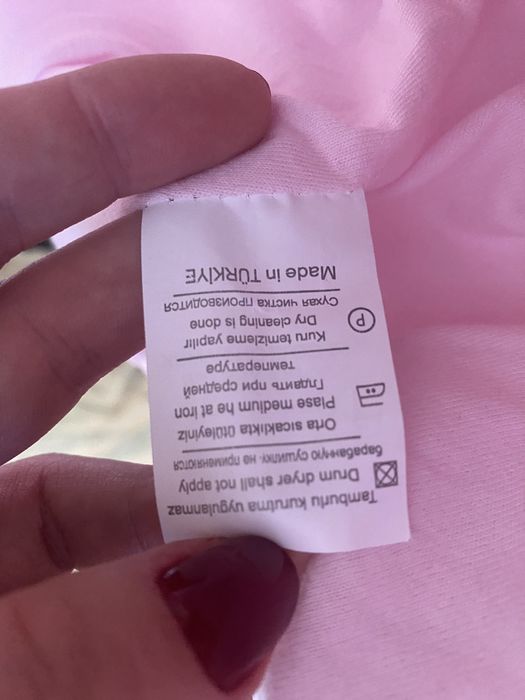 Tamburlu kurutma uygulanmaz
Drum dryer shall not apply
барабанную сушилку. не применяются
Orta sıcaklıkta ütüleyiniz
Plase medium he at iron
Гладить при средней
температуре
Kuru temizleme yapılır
P
Dry cleaning is done
Сухая чистка производится
Made in TÜRKİYE